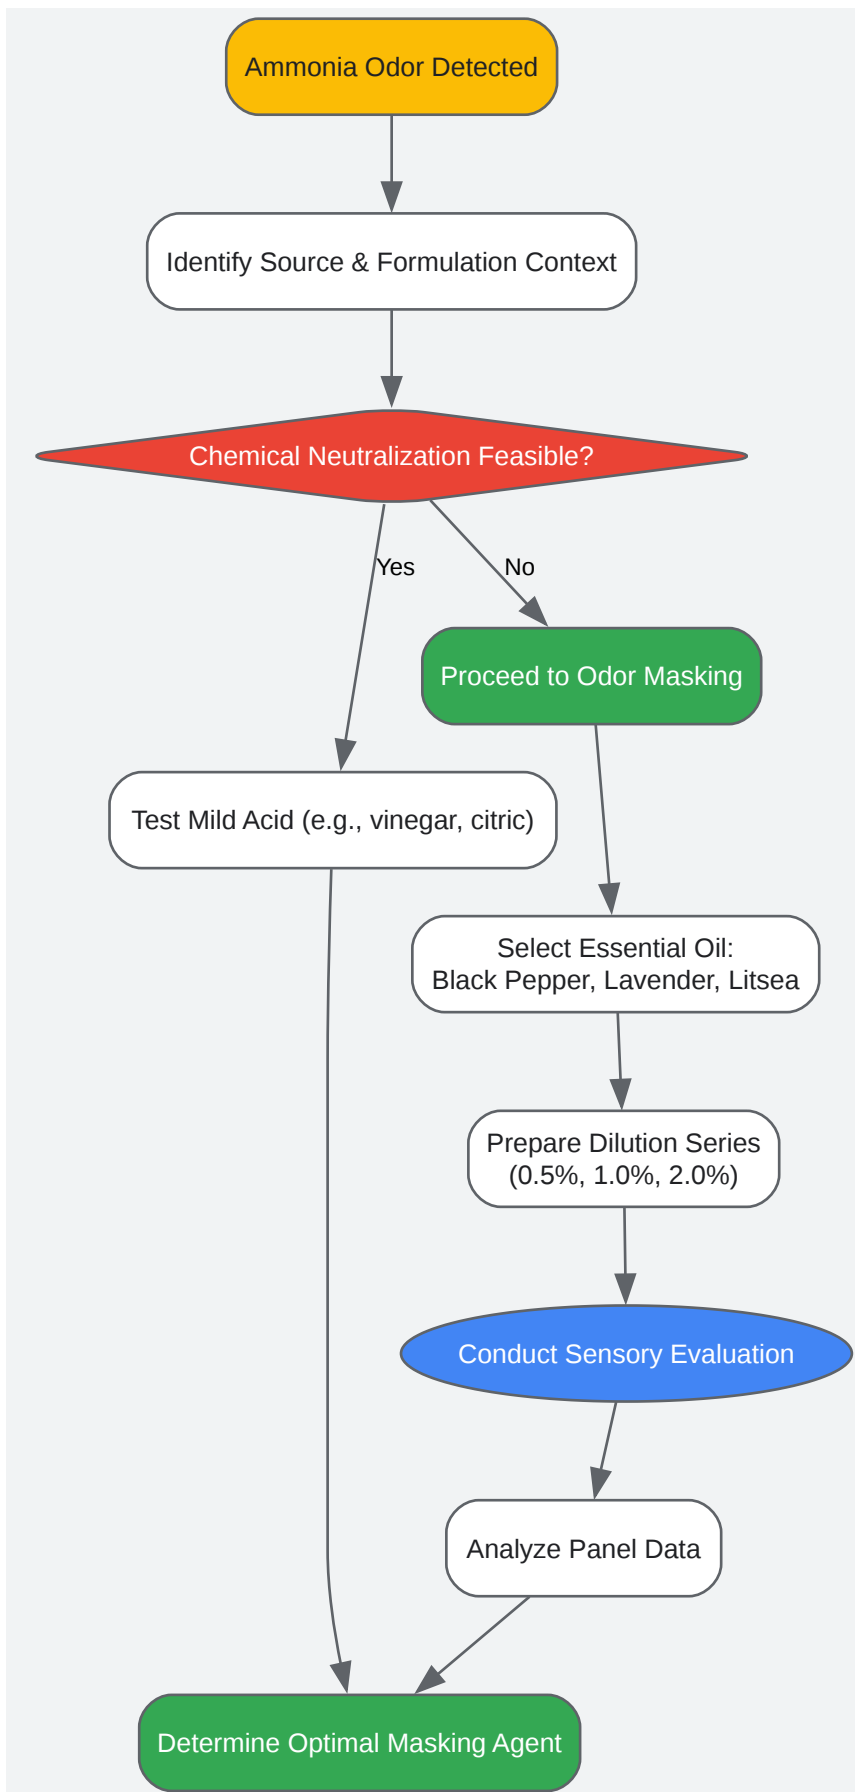 Ammonia Odor Detected
Identify Source & Formulation Context
Chemical Neutralization Feasible?
Yes
No
Proceed to Odor Masking
Test Mild Acid (e.g., vinegar, citric)
Select Essential Oil:
Black Pepper, Lavender, Litsea
Prepare Dilution Series
(0.5%, 1.0%, 2.0%)
Conduct Sensory Evaluation
Analyze Panel Data
Determine Optimal Masking Agent